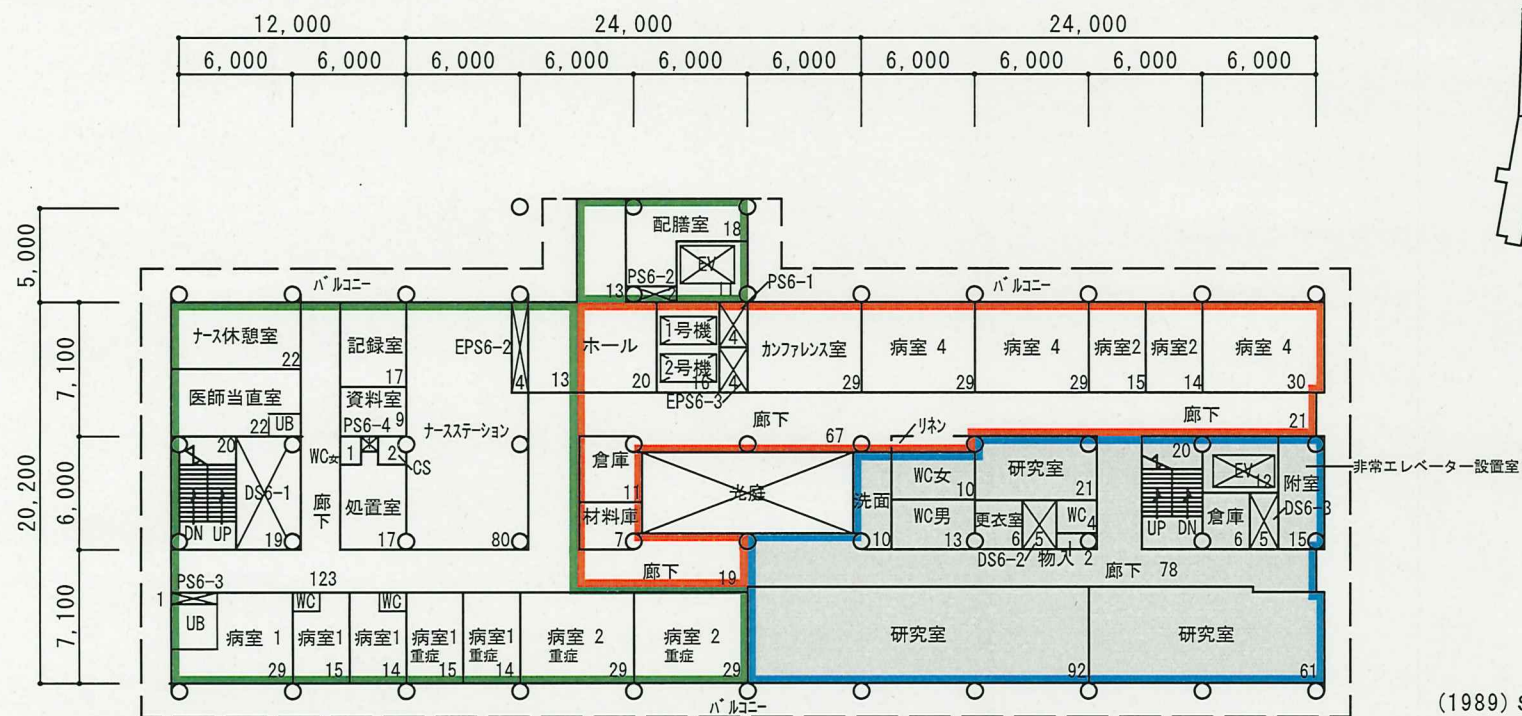 12,000 24,000 24,000
6,000 6,000 6,000 6,000 6,000 6,000 6,000 6,000 6,000 6,000
5,000
配膳室 18
EV
PS6-2
11
PS6-1
13
バルコニー
バルコニー
20,200
7,100
ナース休憩室
22
記録室
17
EPS6-2
4
13
ホール
20
1号機
2号機
16
4
4
EPS6-3
カンファレンス室
29
病室 4
29
病室 4
29
病室2
15
病室2
14
病室 4
30
医師当直室
22
UB
資料室
9
PS6-4
ナースステーション
廊下
67
廊下
21
リネン
6,000
20
DN UP
DS6-1
19
WC女
廊下
1
2
CS
処置室
17
80
倉庫
11
材料庫
7
光庭
洗面
10
WC女
10
WC男
13
研究室
21
更衣室
6
5
WC
4
DS6-2
物入 2
20
UP DN
EV
12
倉庫
6
5
附室
15
DS6-3
非常エレベーター設置室
7,100
PS6-3
1
123
廊下
19
廊下 78
UB
病室 1
29
WC
病室1
15
WC
病室1
14
病室1
重症
15
病室1
重症
14
病室 2
重症
29
病室 2
重症
29
研究室
92
研究室
61
バルコニー
(1989) S